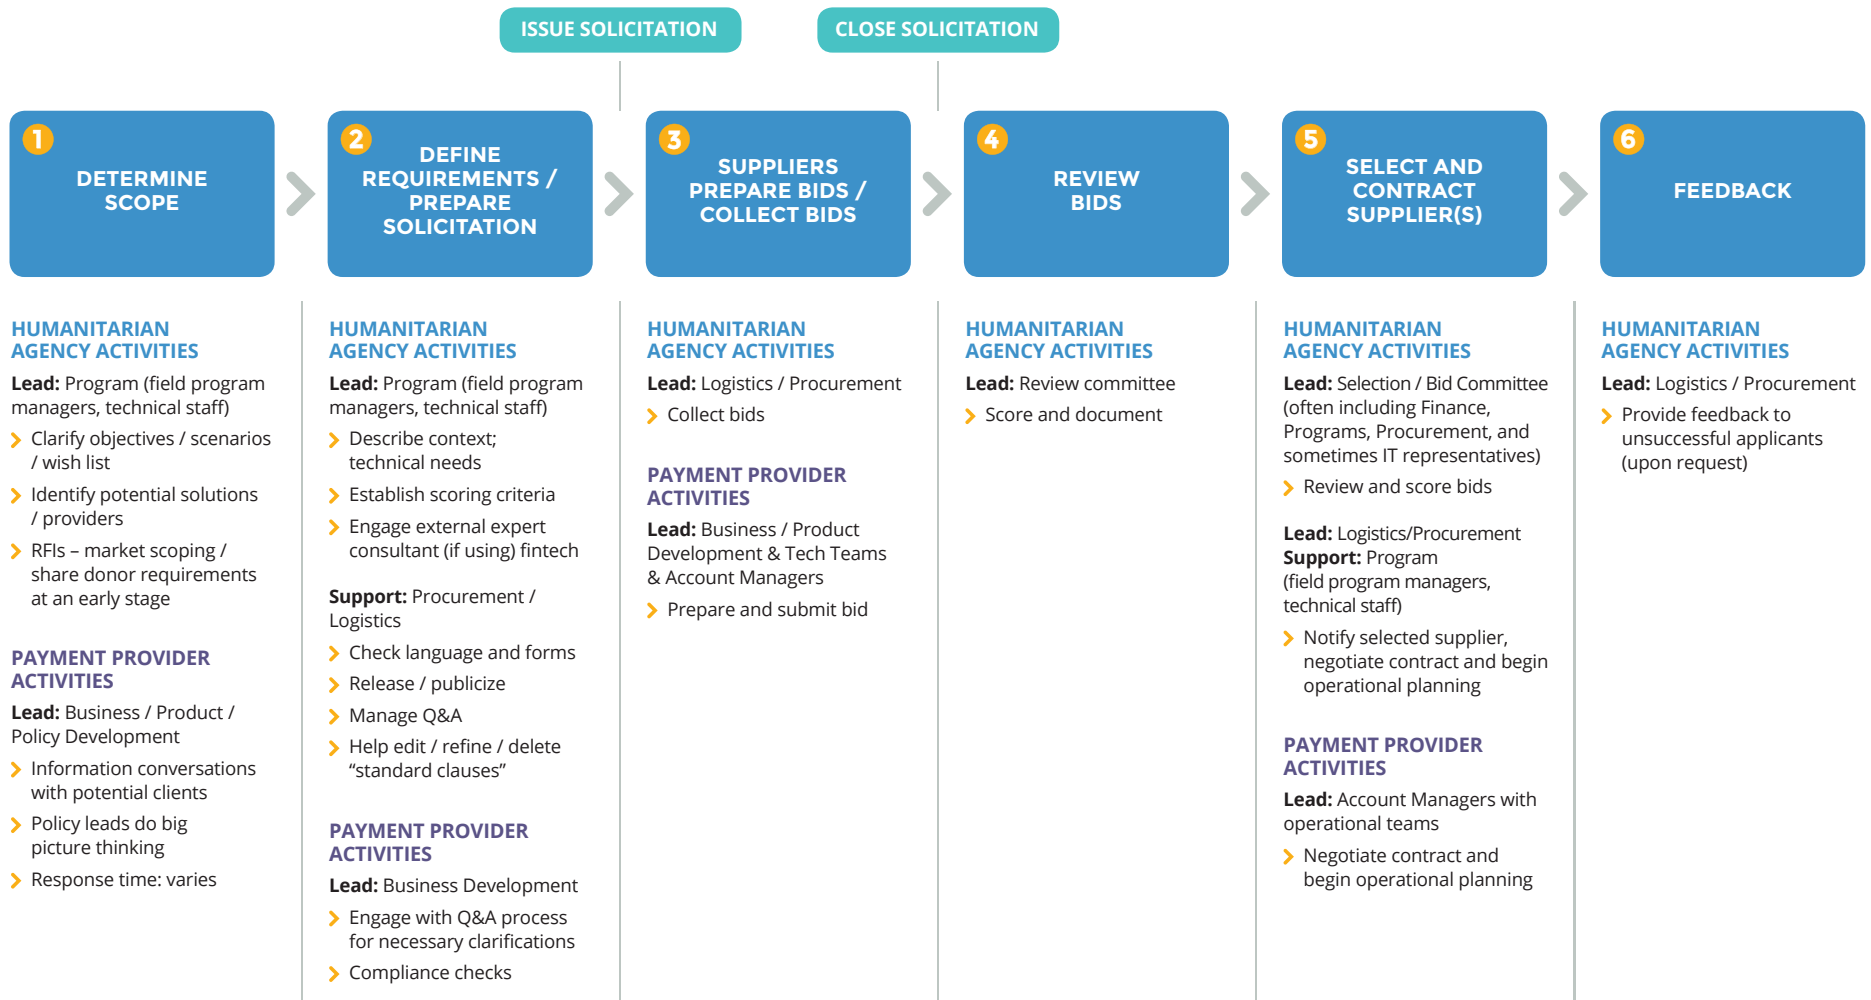 ISSUE SOLICITATION
CLOSE SOLICITATION
1
DETERMINE
SCOPE
2
DEFINE
REQUIREMENTS /
PREPARE
SOLICITATION
3
SUPPLIERS
PREPARE BIDS /
COLLECT BIDS
4
REVIEW
BIDS
5
SELECT AND
CONTRACT
SUPPLIER(S)
6
FEEDBACK
HUMANITARIAN
AGENCY ACTIVITIES
Lead: Program (field program
managers, technical staff)
Clarify objectives / scenarios
/ wish list
Identify potential solutions
/ providers
RFIs – market scoping /
share donor requirements
at an early stage
PAYMENT PROVIDER
ACTIVITIES
Lead: Business / Product /
Policy Development
Information conversations
with potential clients
Policy leads do big
picture thinking
Response time: varies
HUMANITARIAN
AGENCY ACTIVITIES
Lead: Program (field program
managers, technical staff)
Describe context;
technical needs
Establish scoring criteria
Engage external expert
consultant (if using) fintech
Support: Procurement /
Logistics
Check language and forms
Release / publicize
Manage Q&A
Help edit / refine / delete
“standard clauses”
PAYMENT PROVIDER
ACTIVITIES
Lead: Business Development
Engage with Q&A process
for necessary clarifications
Compliance checks
HUMANITARIAN
AGENCY ACTIVITIES
Lead: Logistics / Procurement
Collect bids
PAYMENT PROVIDER
ACTIVITIES
Lead: Business / Product
Development & Tech Teams
& Account Managers
Prepare and submit bid
HUMANITARIAN
AGENCY ACTIVITIES
Lead: Review committee
Score and document
HUMANITARIAN
AGENCY ACTIVITIES
Lead: Selection / Bid Committee
(often including Finance,
Programs, Procurement, and
sometimes IT representatives)
Review and score bids
Lead: Logistics/Procurement
Support: Program
(field program managers,
technical staff)
Notify selected supplier,
negotiate contract and begin
operational planning
PAYMENT PROVIDER
ACTIVITIES
Lead: Account Managers with
operational teams
Negotiate contract and
begin operational planning
HUMANITARIAN
AGENCY ACTIVITIES
Lead: Logistics / Procurement
Provide feedback to
unsuccessful applicants
(upon request)